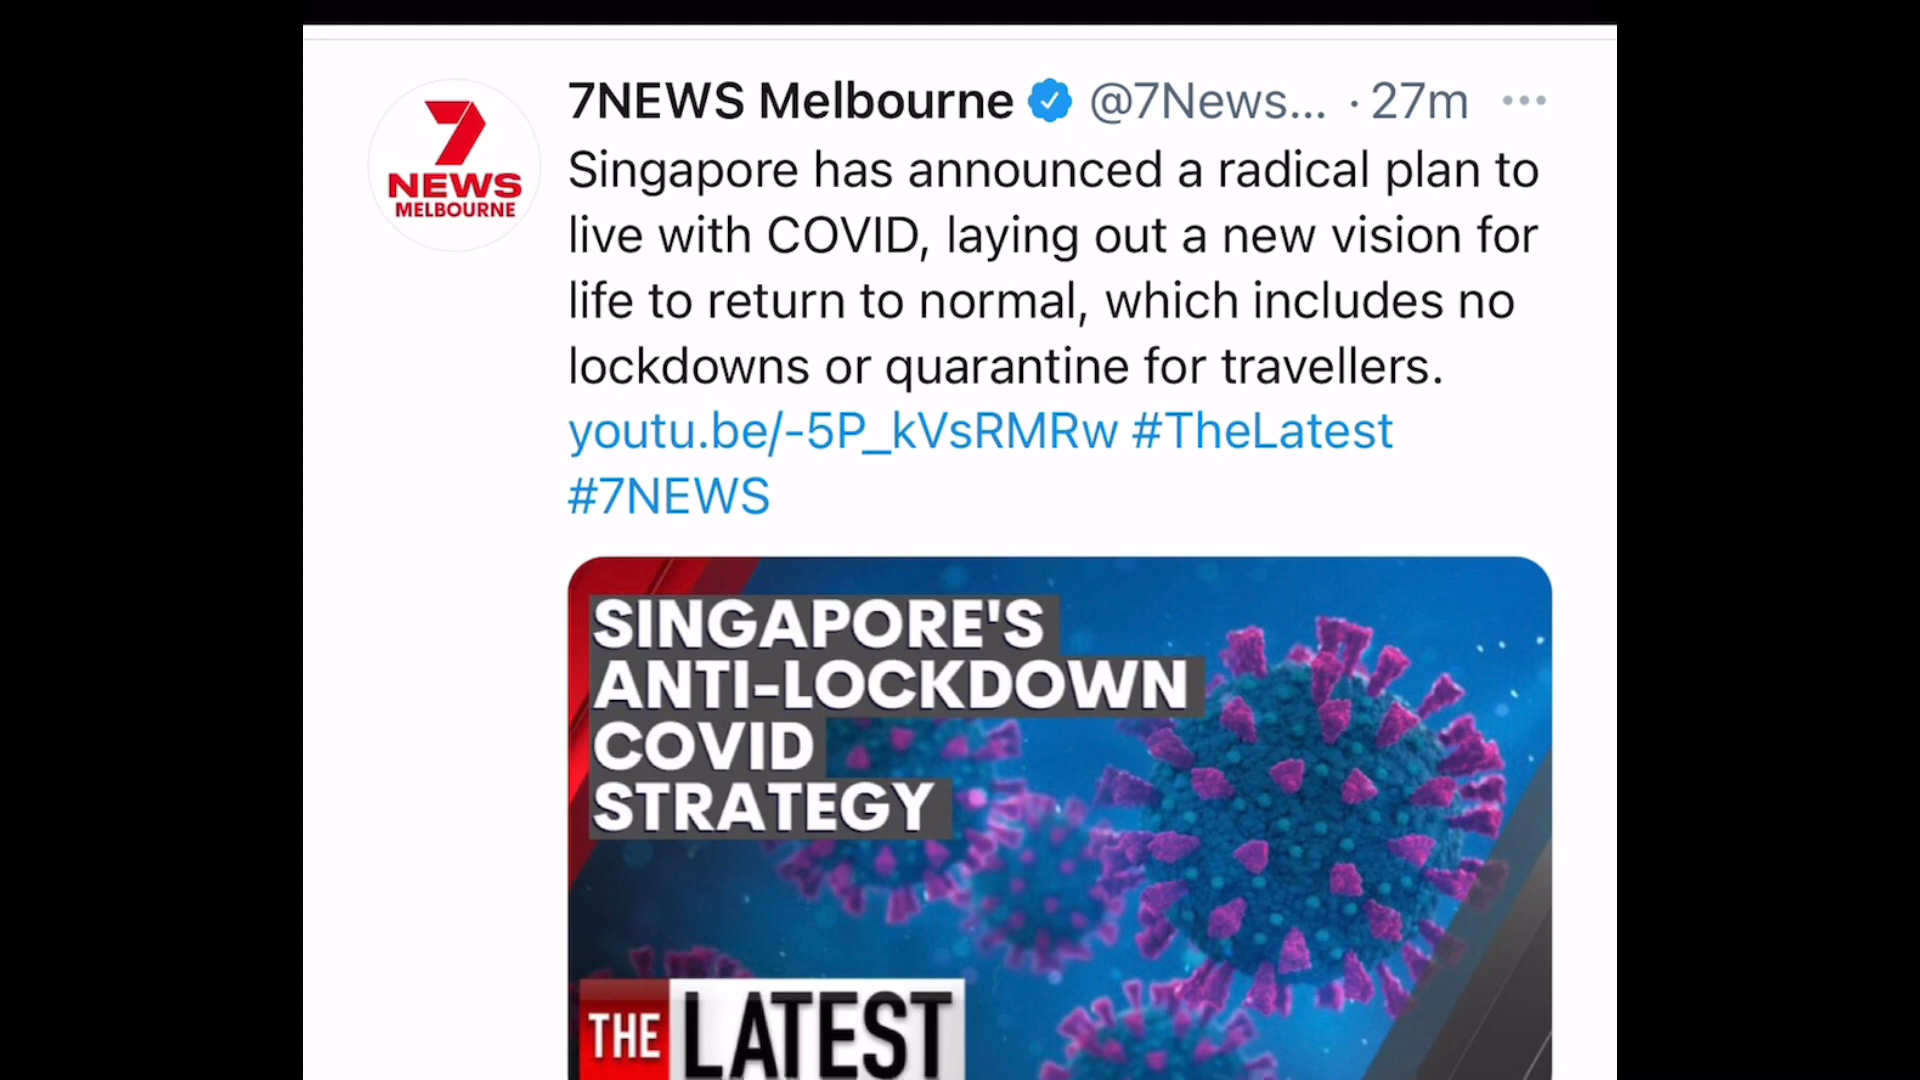 7NEWS Melbourne @7News... · 27m
Singapore has announced a radical plan to
live with COVID, laying out a new vision for
life to return to normal, which includes no
lockdowns or quarantine for travellers.
youtu.be/-5P_kVsRMRw #TheLatest
#7NEWS
7
NEWS
MELBOURNE
SINGAPORE'S
ANTI-LOCKDOWN
COVID
STRATEGY
THE LATEST